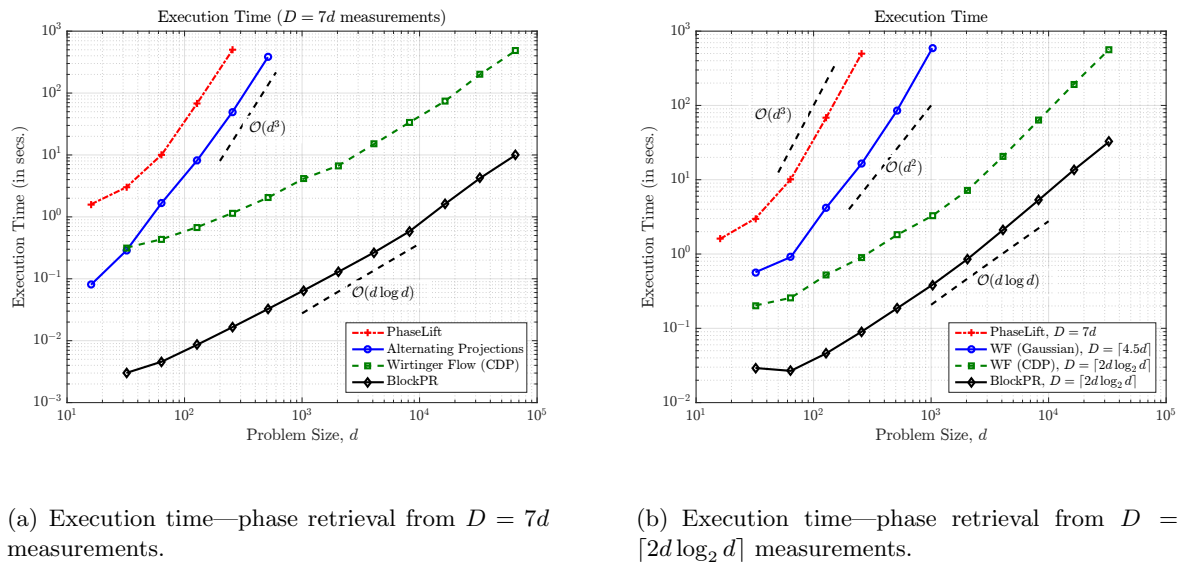 Execution Time (D = 7d measurements)
Execution Time (in secs.)
10^3
10^2
10^1
10^0
10^-1
10^-2
10^-3
O(d^3)
O(d log d)
PhaseLift
Alternating Projections
Wirtinger Flow (CDP)
BlockPR
10^1 10^2 10^3 10^4 10^5
Problem Size, d
Execution Time
Execution Time (in secs.)
10^3
10^2
10^1
10^0
10^-1
10^-2
O(d^3)
O(d^2)
O(d log d)
PhaseLift, D = 7d
WF (Gaussian), D = ⌈4.5d⌉
WF (CDP), D = ⌈2d log₂ d⌉
BlockPR, D = ⌈2d log₂ d⌉
10^1 10^2 10^3 10^4 10^5
Problem Size, d
(a) Execution time—phase retrieval from D = 7d
measurements.
(b) Execution time—phase retrieval from D =
⌈2d log₂ d⌉ measurements.